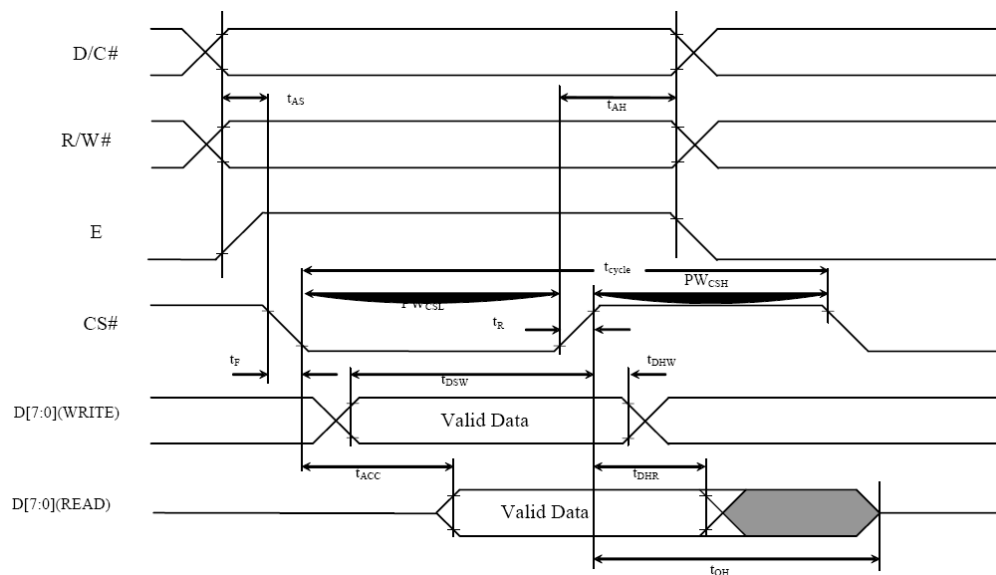 D/C#
tAS
tAH
R/W#
E
tcycle
PWCSL
PWCSH
CS#
tR
tF
tDSW
tDHW
D[7:0](WRITE)
Valid Data
tACC
tDHR
D[7:0](READ)
Valid Data
tOH